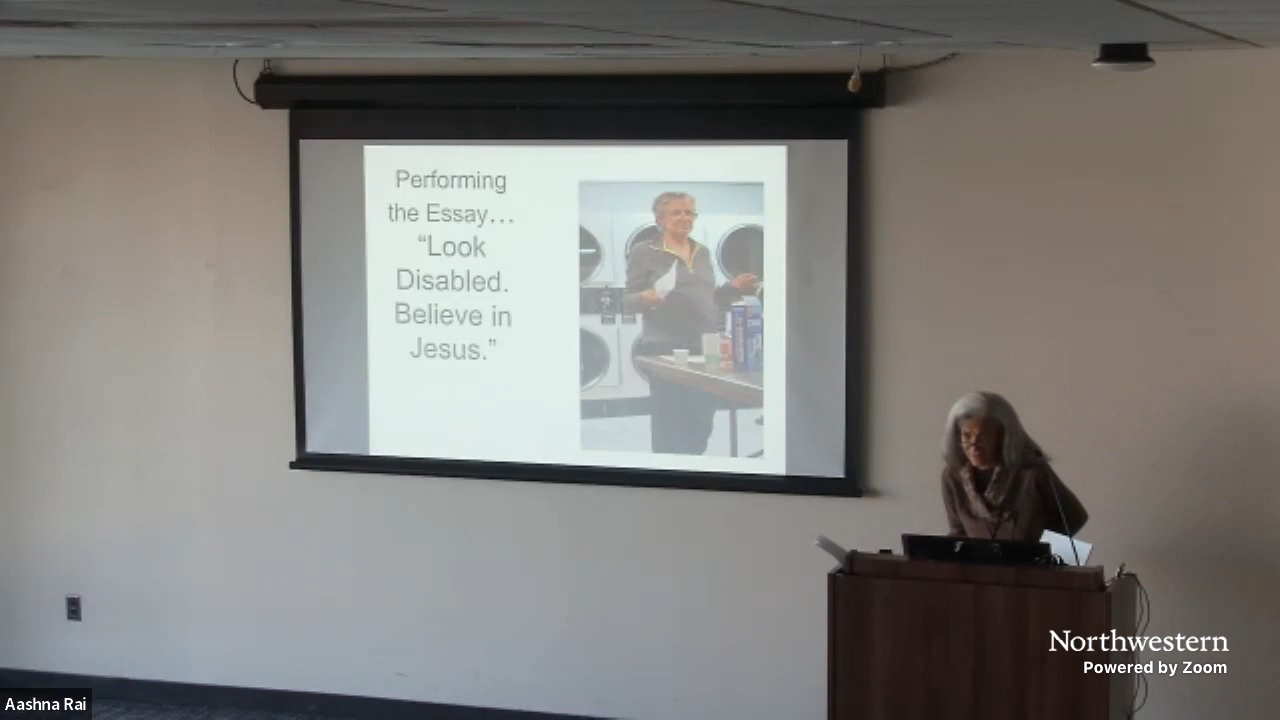 Performing
the Essay…
“Look
Disabled.
Believe in
Jesus.”
Northwestern
Powered by Zoom
Aashna Rai